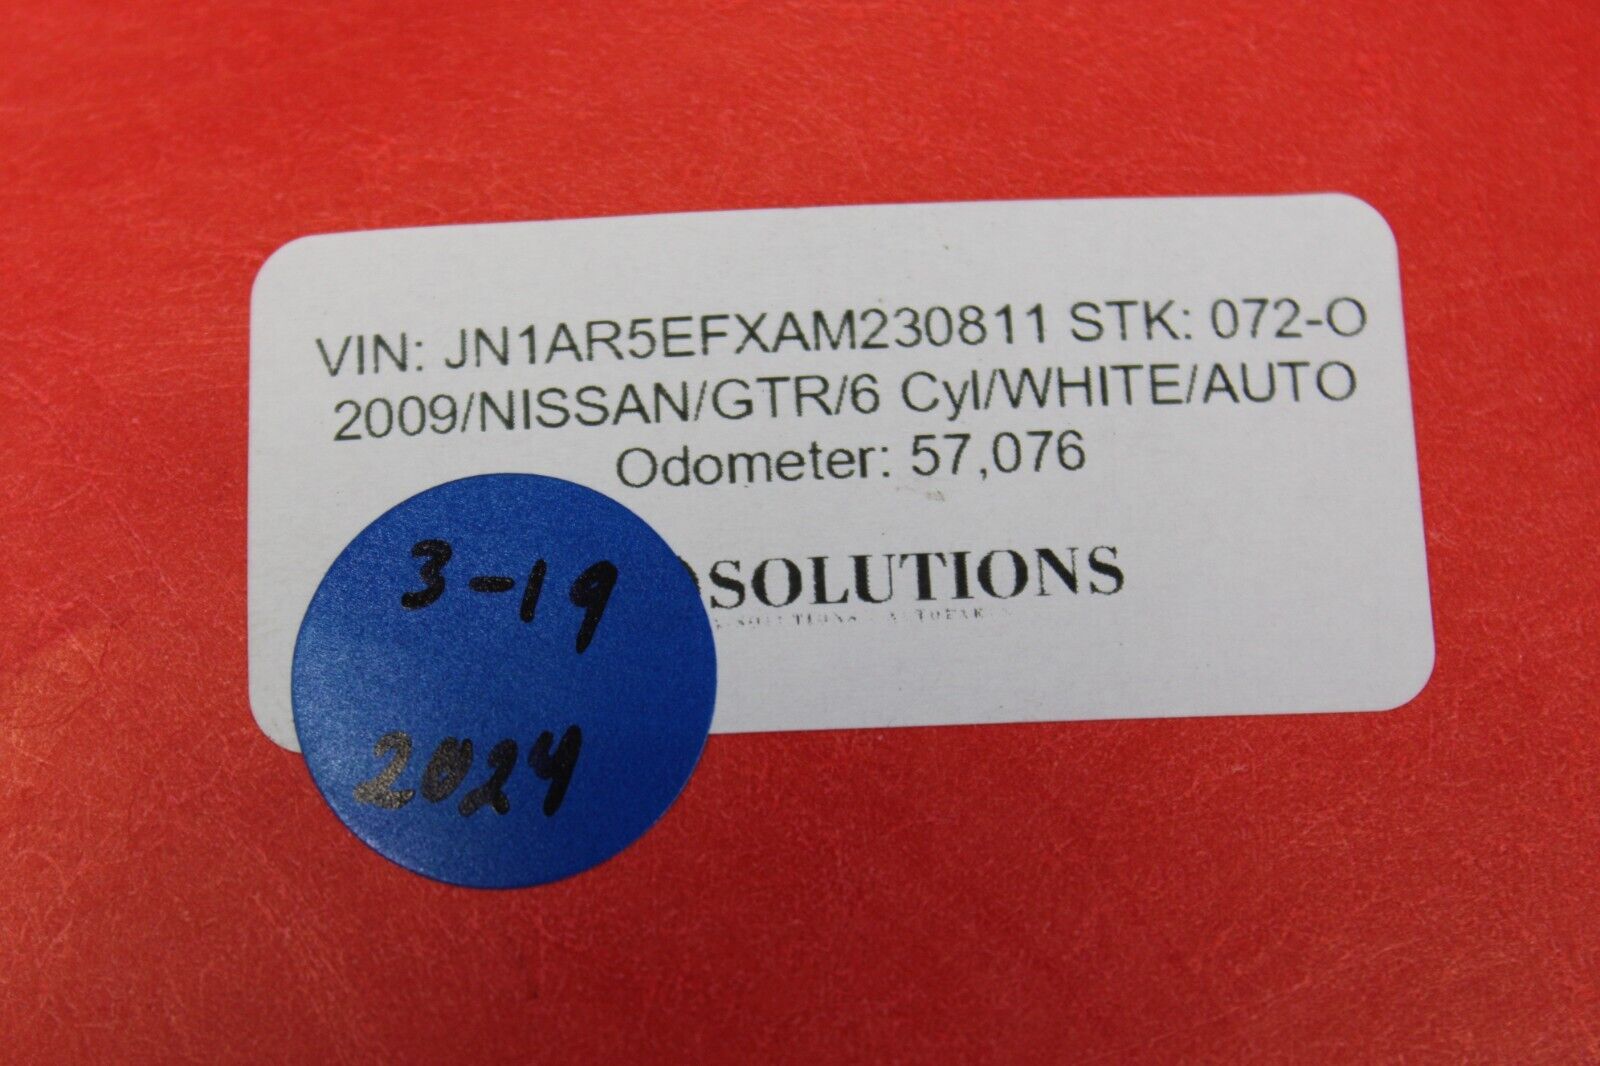 VIN: JN1AR5EFXAM230811 STK: 072-O
2009/NISSAN/GTR/6 Cyl/WHITE/AUTO
Odometer: 57,076
SOLUTIONS
3-19
2024